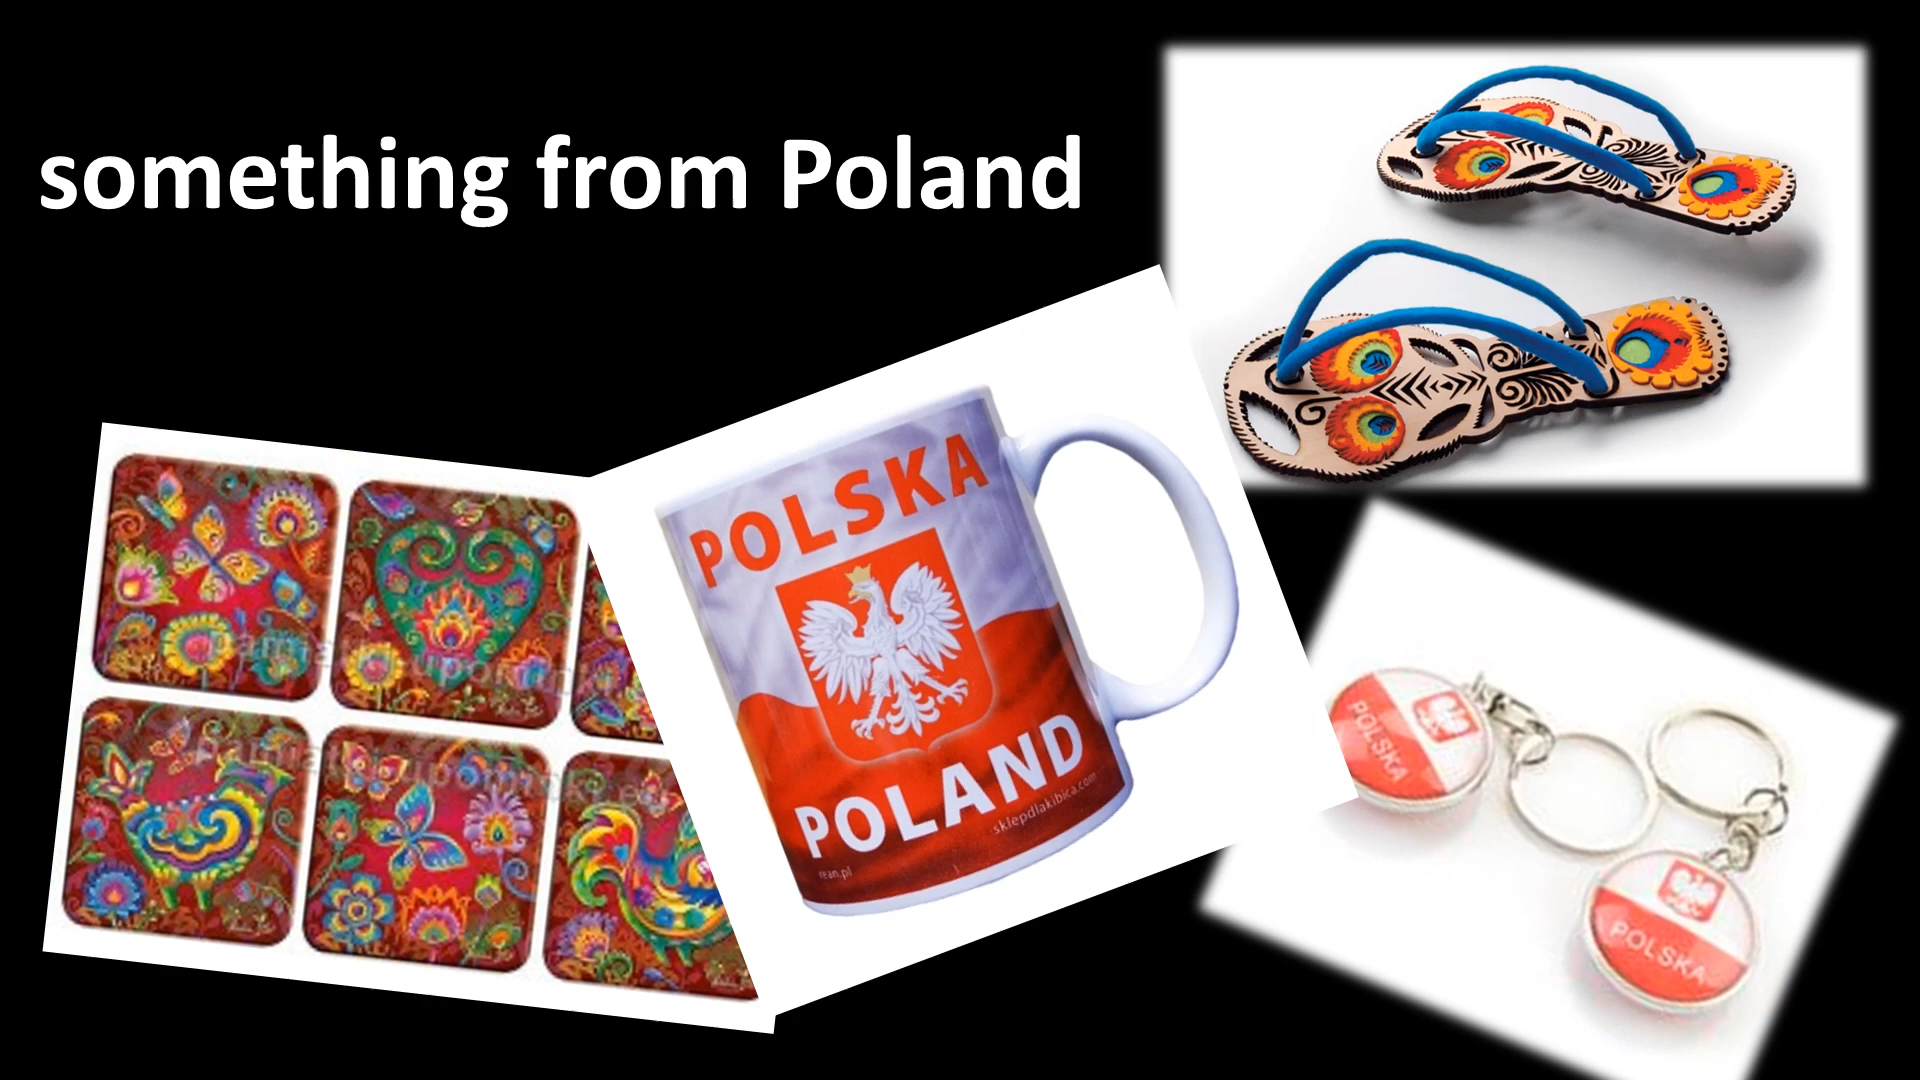 something from Poland
POLSKA
POLAND
sklepdlakibica.com
POLSKA
POLSKA